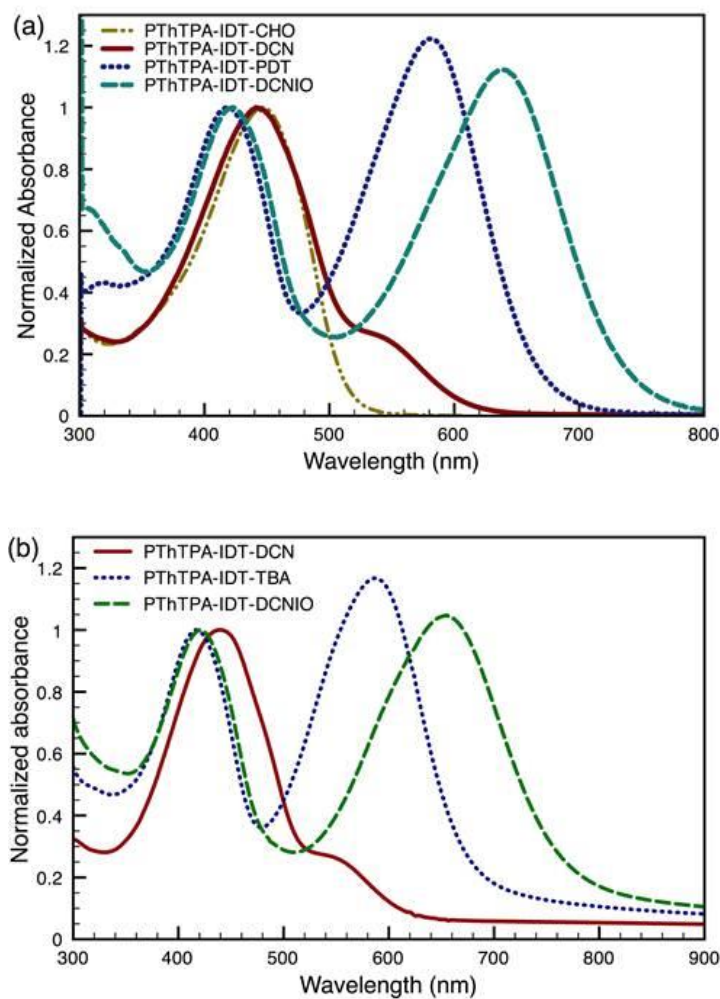 (a)
PThTPA-IDT-CHO
PThTPA-IDT-DCN
PThTPA-IDT-PDT
PThTPA-IDT-DCNIO
Normalized Absorbance
1.2
1
0.8
0.6
0.4
0.2
0
300 400 500 600 700 800
Wavelength (nm)
(b)
PThTPA-IDT-DCN
PThTPA-IDT-TBA
PThTPA-IDT-DCNIO
Normalized absorbance
1.2
1
0.8
0.6
0.4
0.2
0
300 400 500 600 700 800 900
Wavelength (nm)